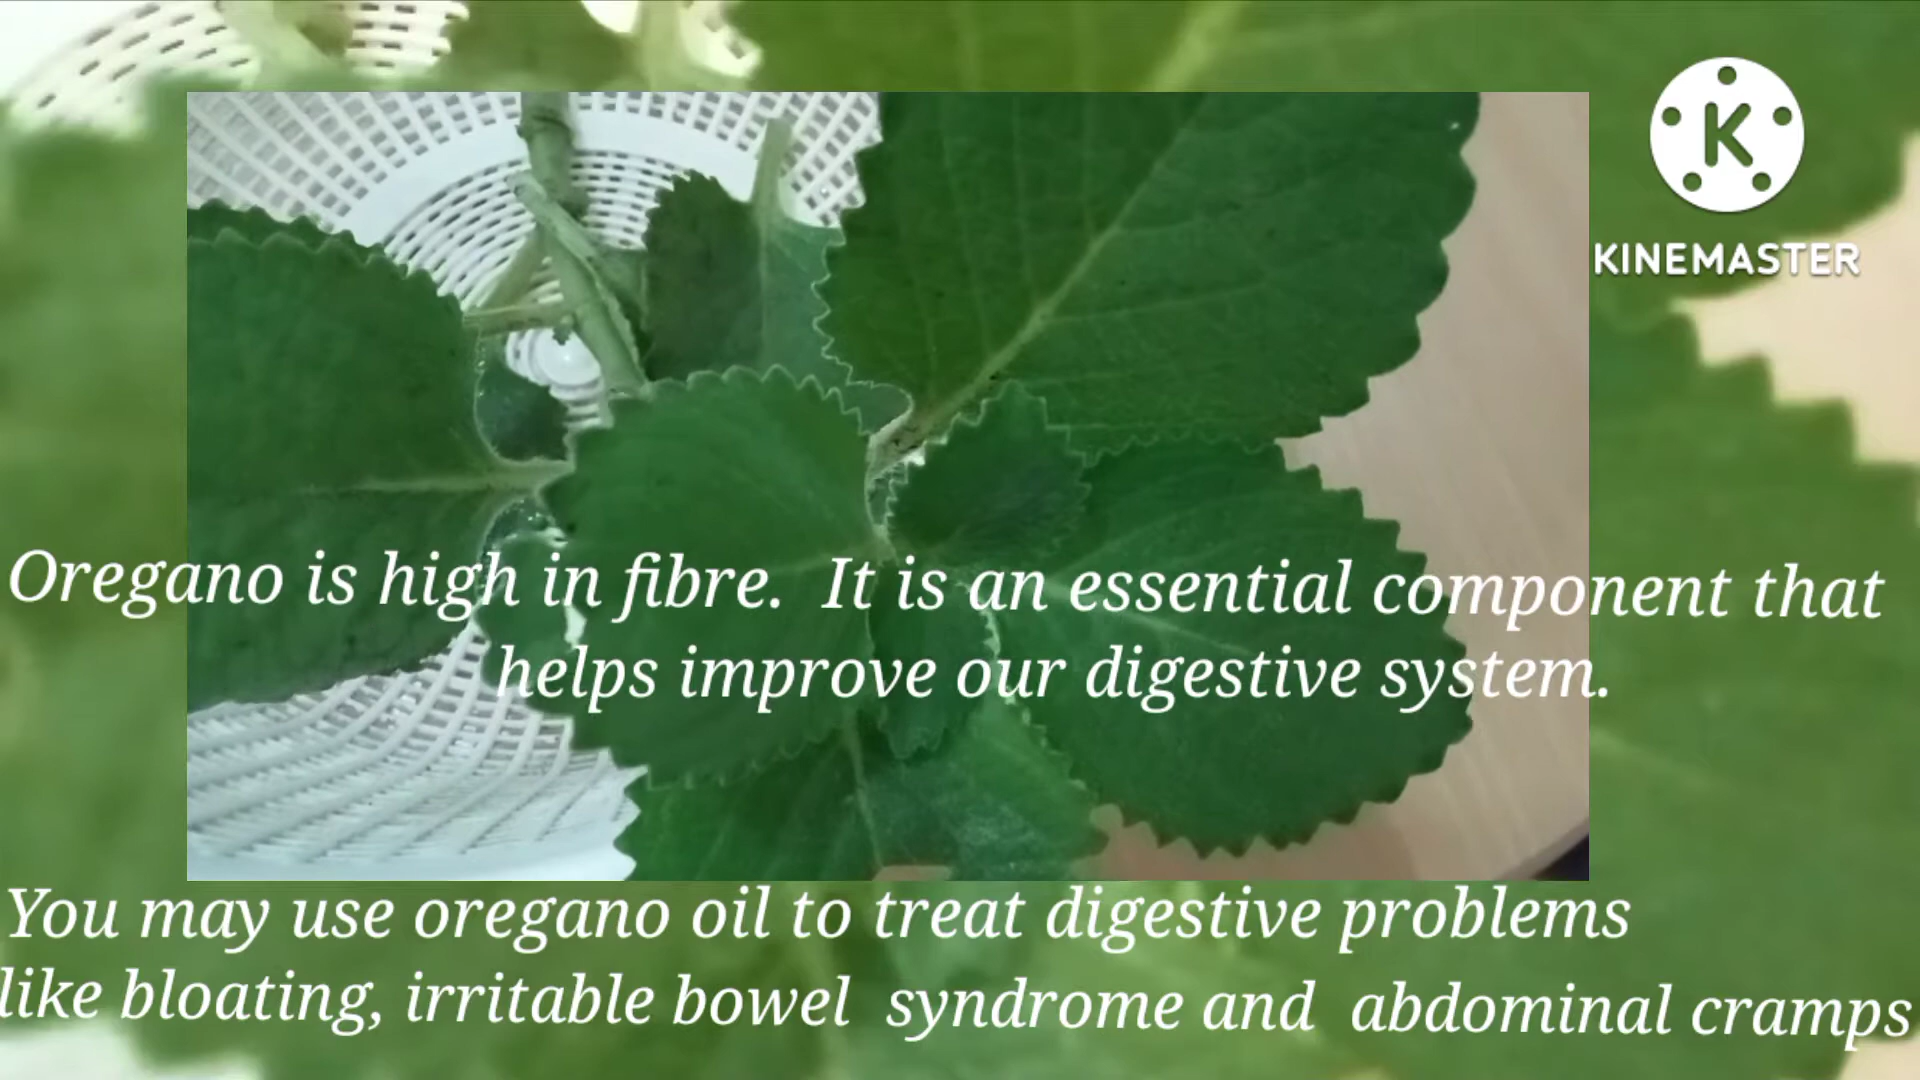 KINEMASTER
Oregano is high in fibre. It is an essential component that
helps improve our digestive system.
You may use oregano oil to treat digestive problems
like bloating, irritable bowel syndrome and abdominal cramps